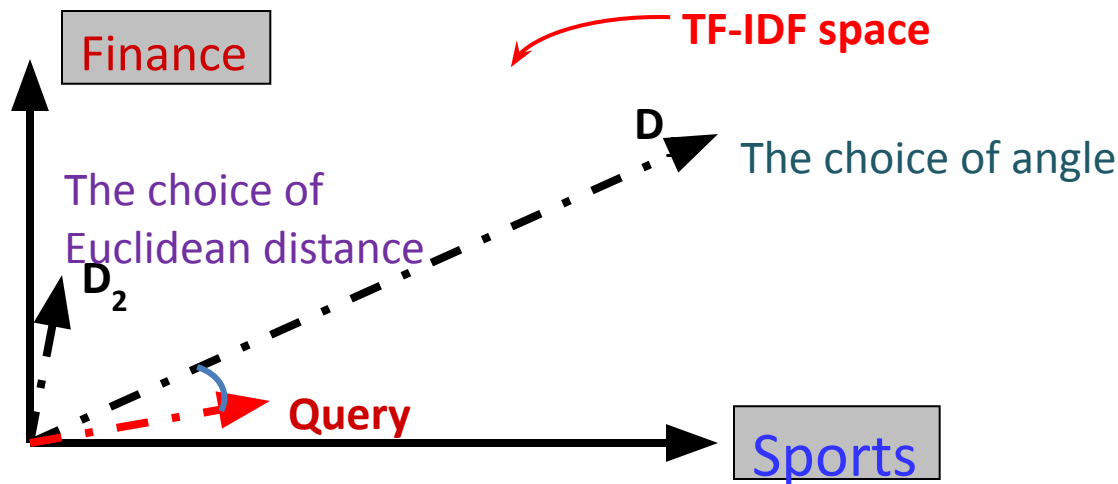 Finance
TF-IDF space
D
The choice of angle
The choice of
Euclidean distance
D2
Query
Sports